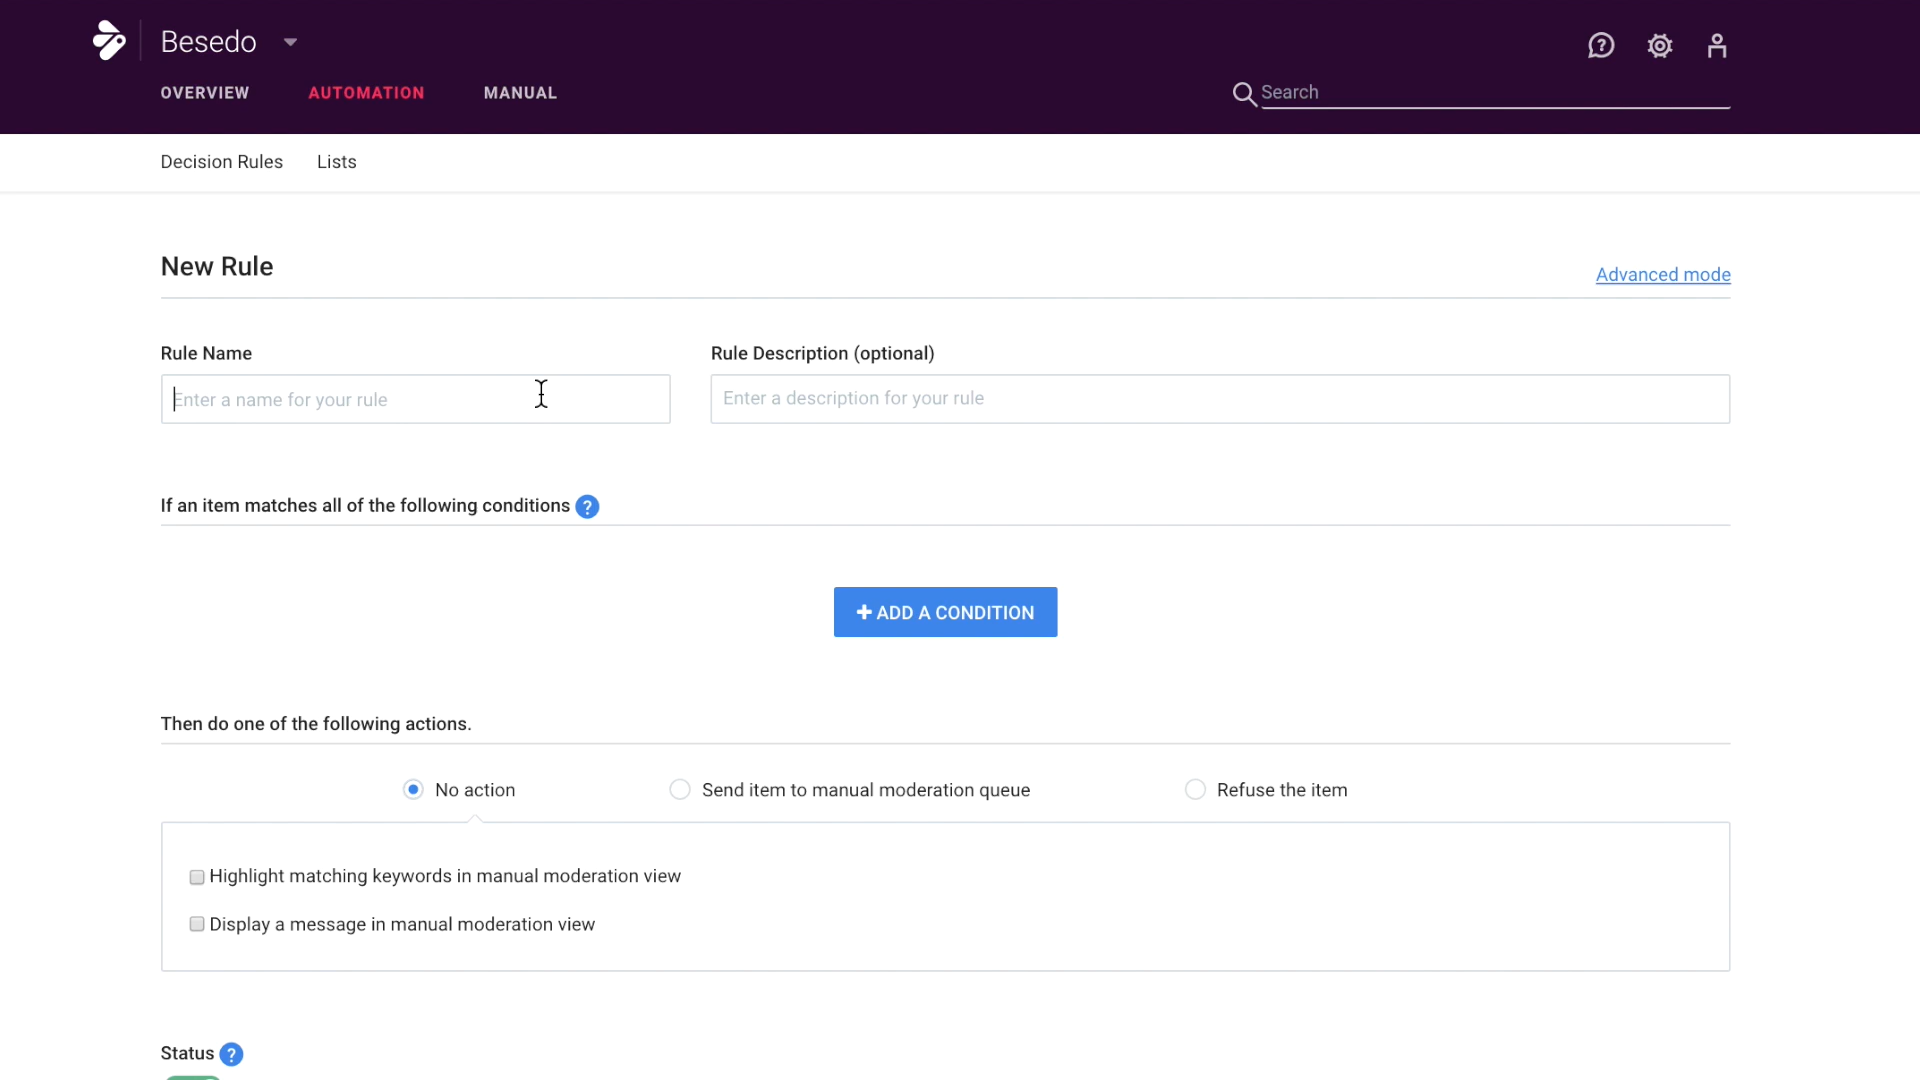 Besedo
OVERVIEW AUTOMATION MANUAL
Search
Decision Rules Lists
New Rule
Advanced mode
Rule Name Rule Description (optional)
Enter a name for your rule Enter a description for your rule
If an item matches all of the following conditions ?
+ ADD A CONDITION
Then do one of the following actions.
No action Send item to manual moderation queue Refuse the item
Highlight matching keywords in manual moderation view
Display a message in manual moderation view
Status ?